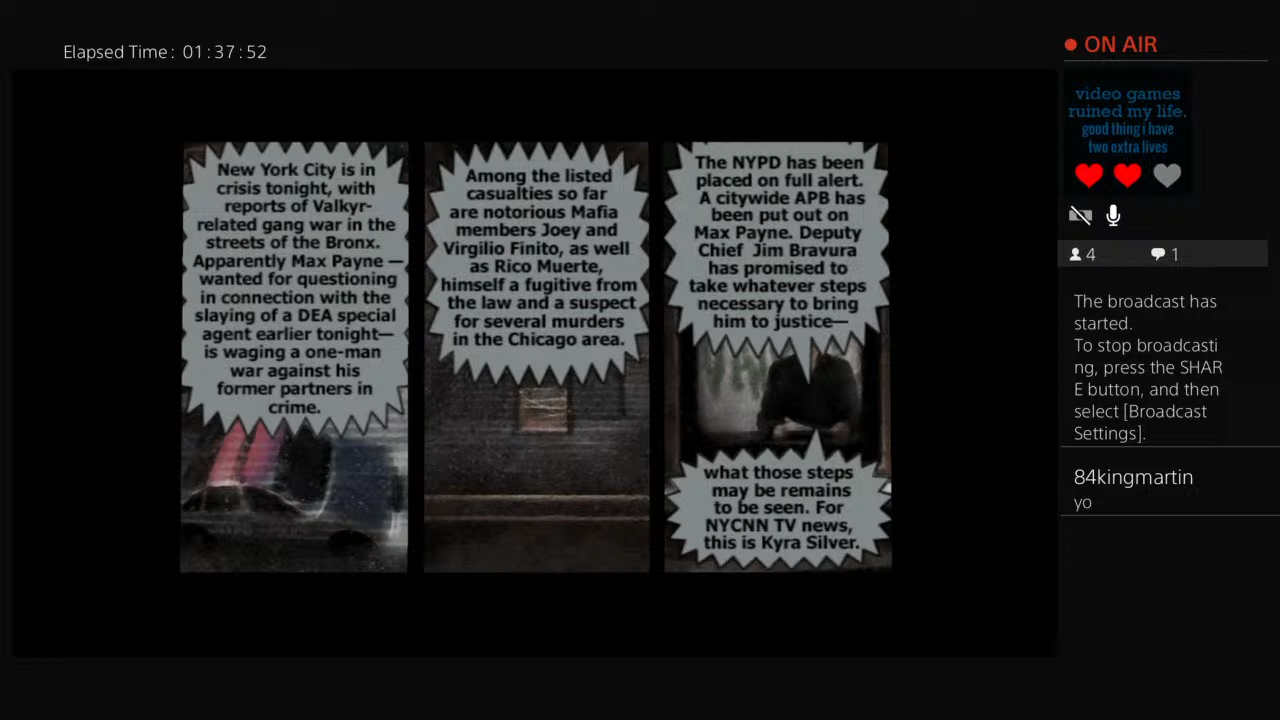 Elapsed Time: 01:37:52
ON AIR
video games
ruined my life.
good thing i have
two extra lives
4
1
New York City is in
crisis tonight, with
reports of Valkyr-
related gang war in the
streets of the Bronx.
Apparently Max Payne —
wanted for questioning
in connection with the
slaying of a DEA special
agent earlier tonight—
is waging a one-man
war against his
former partners in
crime.
Among the listed
casualties so far
are notorious Mafia
members Joey and
Virgilio Finito, as well
as Rico Muerte,
himself a fugitive from
the law and a suspect
for several murders
in the Chicago area.
The NYPD has been
placed on full alert.
A citywide APB has
been put out on
Max Payne. Deputy
Chief Jim Bravura
has promised to
take whatever steps
necessary to bring
him to justice—
what those steps
may be remains
to be seen. For
NYCNN TV news,
this is Kyra Silver.
The broadcast has
started.
To stop broadcasti
ng, press the SHAR
E button, and then
select [Broadcast
Settings].
84kingmartin
yo